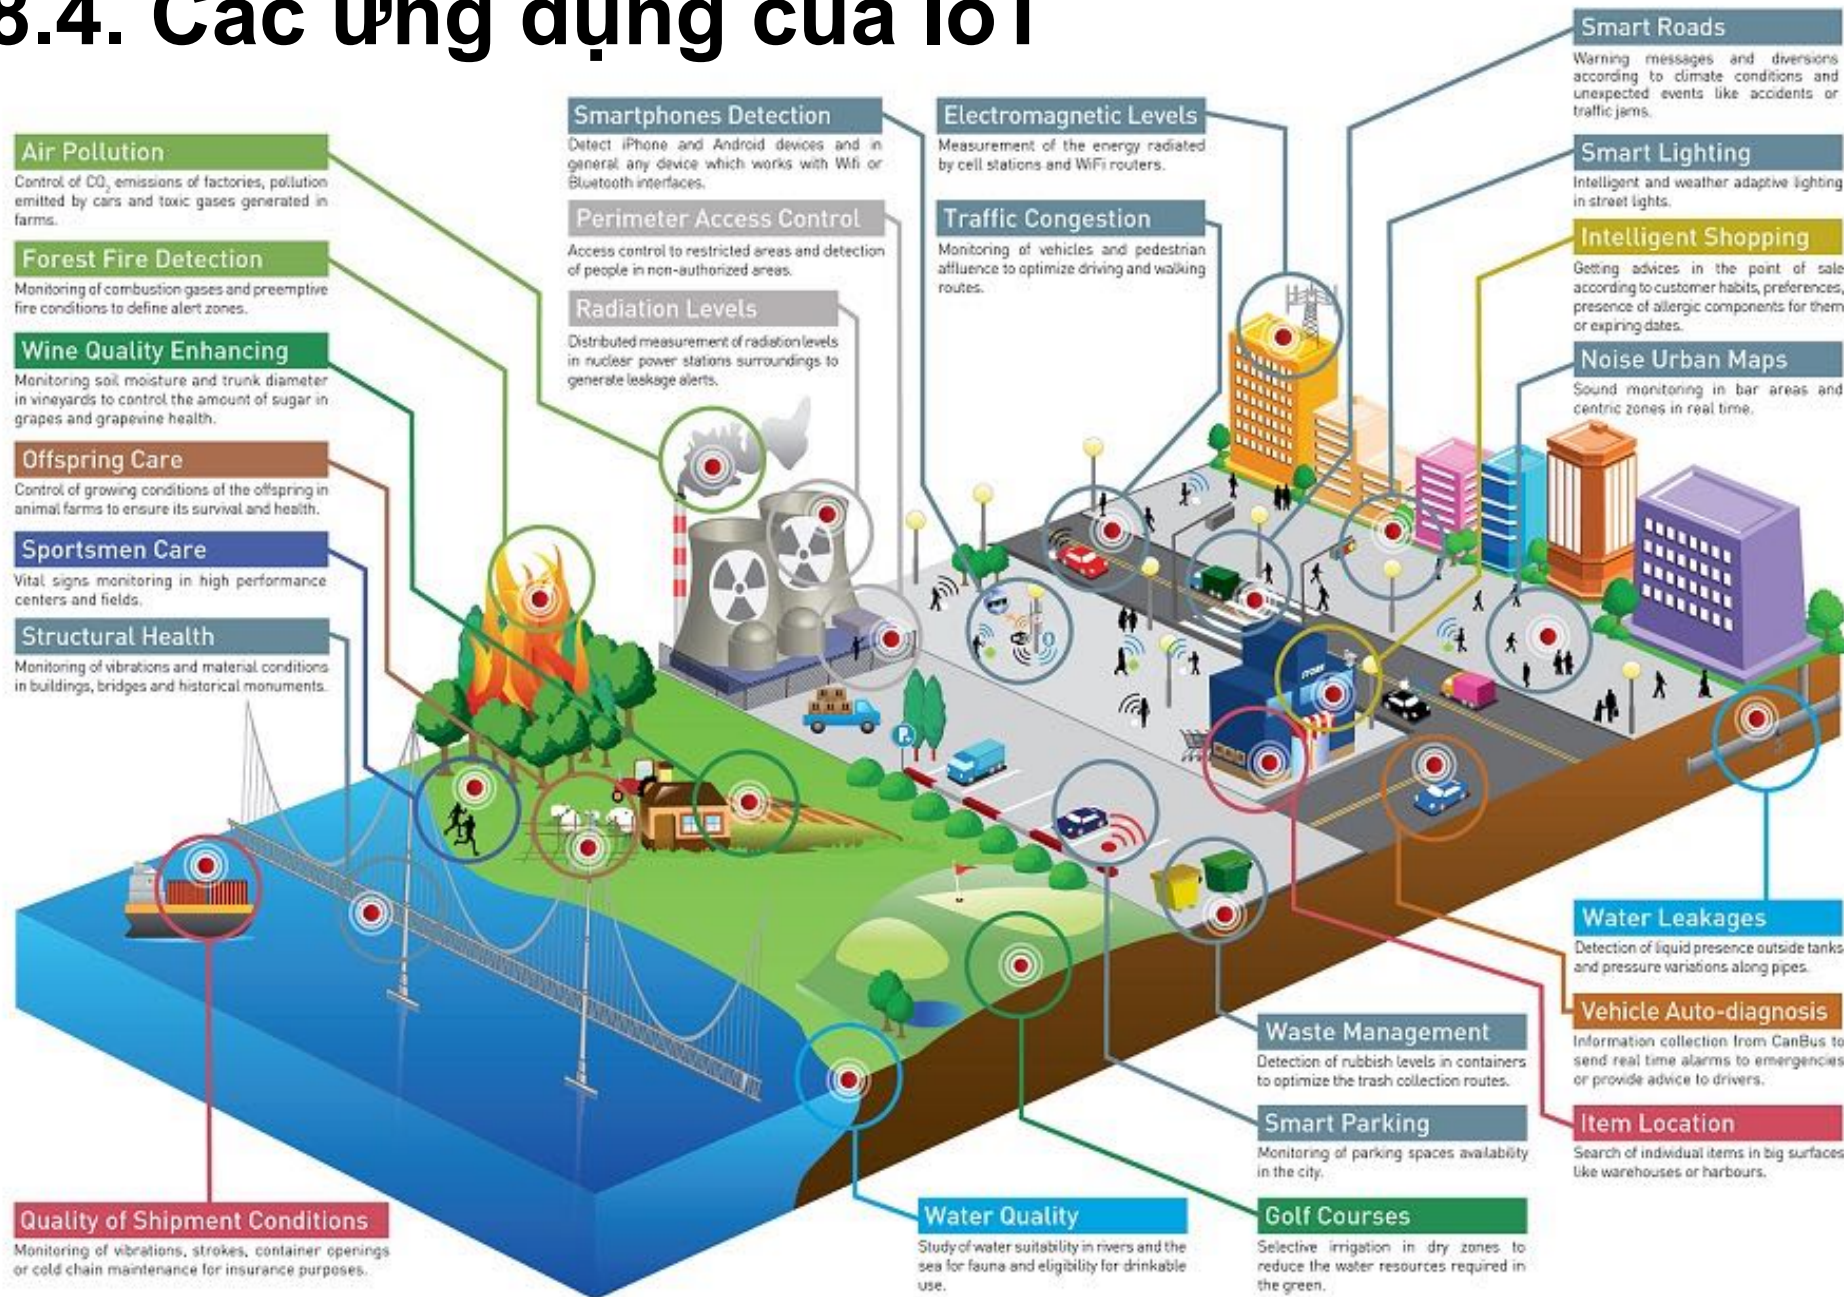 8.4. Các ứng dụng của IoT
Air Pollution
Control of CO₂ emissions of factories, pollution
emitted by cars and toxic gases generated in
farms.
Forest Fire Detection
Monitoring of combustion gases and preemptive
fire conditions to define alert zones.
Wine Quality Enhancing
Monitoring soil moisture and trunk diameter
in vineyards to control the amount of sugar in
grapes and grapevine health.
Offspring Care
Control of growing conditions of the offspring in
animal farms to ensure its survival and health.
Sportsmen Care
Vital signs monitoring in high performance
centers and fields.
Structural Health
Monitoring of vibrations and material conditions
in buildings, bridges and historical monuments.
Quality of Shipment Conditions
Monitoring of vibrations, strokes, container openings
or cold chain maintenance for insurance purposes.
Smartphones Detection
Detect iPhone and Android devices and in
general any device which works with Wifi or
Bluetooth interfaces.
Perimeter Access Control
Access control to restricted areas and detection
of people in non-authorized areas.
Radiation Levels
Distributed measurement of radiation levels
in nuclear power stations surroundings to
generate leakage alerts.
Electromagnetic Levels
Measurement of the energy radiated
by cell stations and WiFi routers.
Traffic Congestion
Monitoring of vehicles and pedestrian
affluence to optimize driving and walking
routes.
Smart Roads
Warning messages and diversions
according to climate conditions and
unexpected events like accidents or
traffic jams.
Smart Lighting
Intelligent and weather adaptive lighting
in street lights.
Intelligent Shopping
Getting advices in the point of sale
according to customer habits, preferences,
presence of allergic components for them
or expiring dates.
Noise Urban Maps
Sound monitoring in bar areas and
centric zones in real time.
P
Water Leakages
Detection of liquid presence outside tanks
and pressure variations along pipes.
Vehicle Auto-diagnosis
Information collection from CanBus to
send real time alarms to emergencies
or provide advice to drivers.
Item Location
Search of individual items in big surfaces
like warehouses or harbours.
Waste Management
Detection of rubbish levels in containers
to optimize the trash collection routes.
Smart Parking
Monitoring of parking spaces availability
in the city.
Golf Courses
Selective irrigation in dry zones to
reduce the water resources required in
the green.
Water Quality
Study of water suitability in rivers and the
sea for fauna and eligibility for drinkable
use.